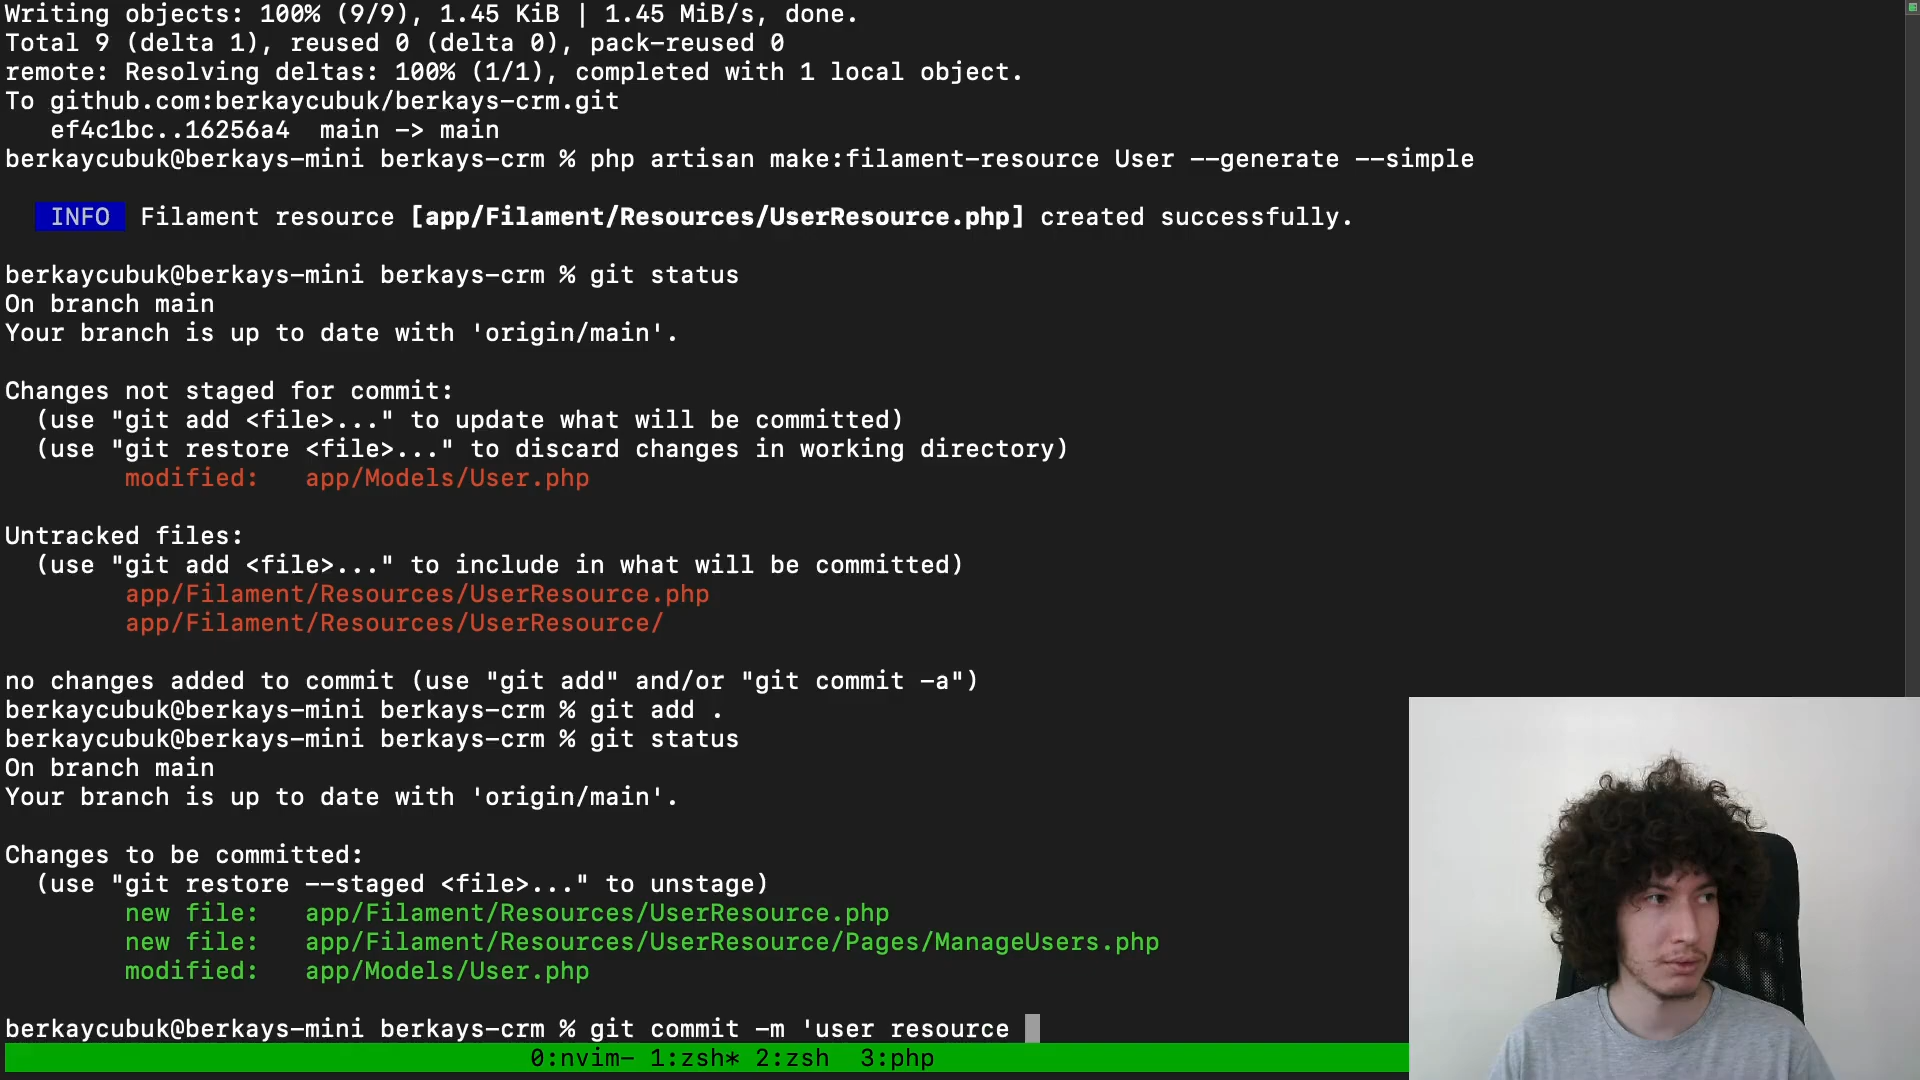 Writing objects: 100% (9/9), 1.45 KiB | 1.45 MiB/s, done.
Total 9 (delta 1), reused 0 (delta 0), pack-reused 0
remote: Resolving deltas: 100% (1/1), completed with 1 local object.
To github.com:berkaycubuk/berkays-crm.git
   ef4c1bc..16256a4  main -> main
berkaycubuk@berkays-mini berkays-crm % php artisan make:filament-resource User --generate --simple
INFO Filament resource [app/Filament/Resources/UserResource.php] created successfully.
berkaycubuk@berkays-mini berkays-crm % git status
On branch main
Your branch is up to date with 'origin/main'.
Changes not staged for commit:
  (use "git add <file>..." to update what will be committed)
  (use "git restore <file>..." to discard changes in working directory)
        modified:   app/Models/User.php
Untracked files:
  (use "git add <file>..." to include in what will be committed)
        app/Filament/Resources/UserResource.php
        app/Filament/Resources/UserResource/
no changes added to commit (use "git add" and/or "git commit -a")
berkaycubuk@berkays-mini berkays-crm % git add .
berkaycubuk@berkays-mini berkays-crm % git status
On branch main
Your branch is up to date with 'origin/main'.
Changes to be committed:
  (use "git restore --staged <file>..." to unstage)
        new file:   app/Filament/Resources/UserResource.php
        new file:   app/Filament/Resources/UserResource/Pages/ManageUsers.php
        modified:   app/Models/User.php
berkaycubuk@berkays-mini berkays-crm % git commit -m 'user resource
0:nvim- 1:zsh* 2:zsh  3:php